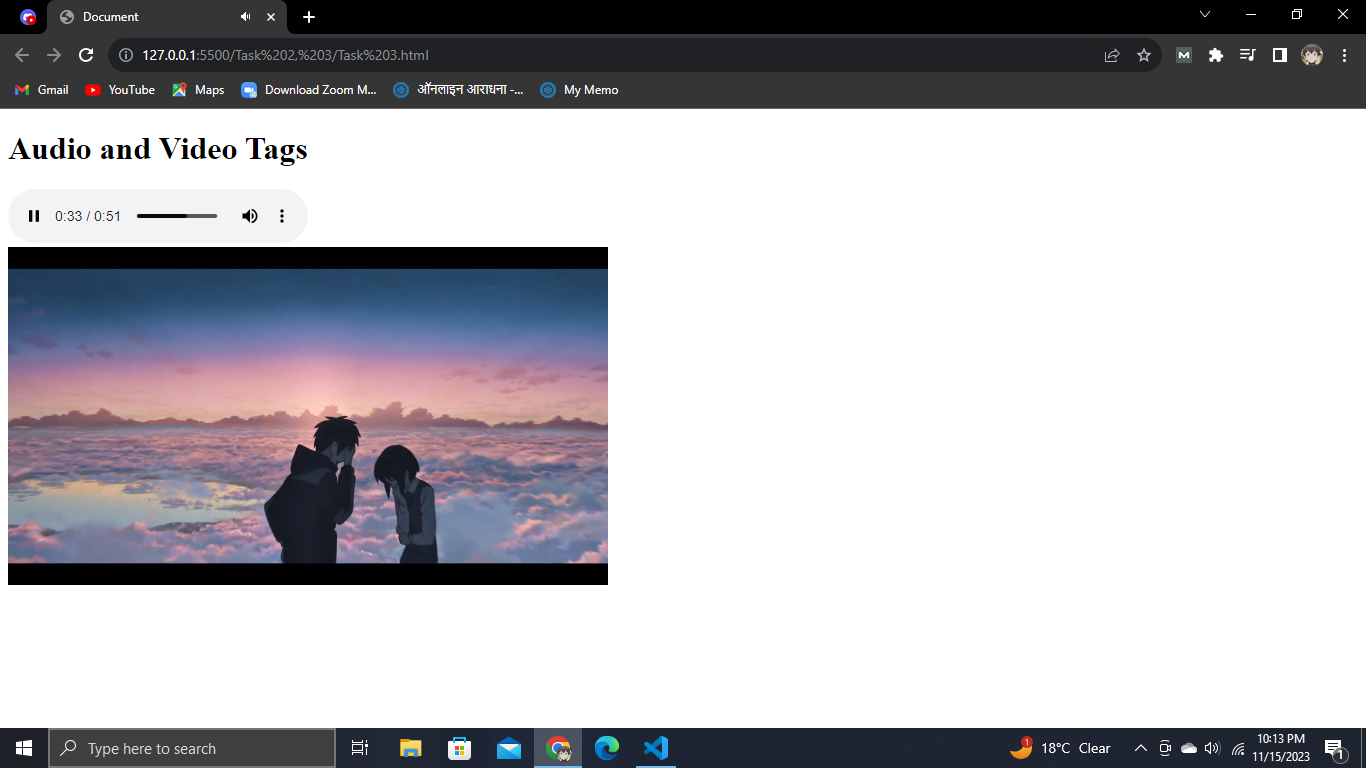 Document
127.0.0.1:5500/Task%202,%203/Task%203.html
Gmail YouTube Maps Download Zoom M... ऑनलाइन आराधना -... My Memo
Audio and Video Tags
0:33 / 0:51
Type here to search
1
18°C Clear
10:13 PM
11/15/2023
1